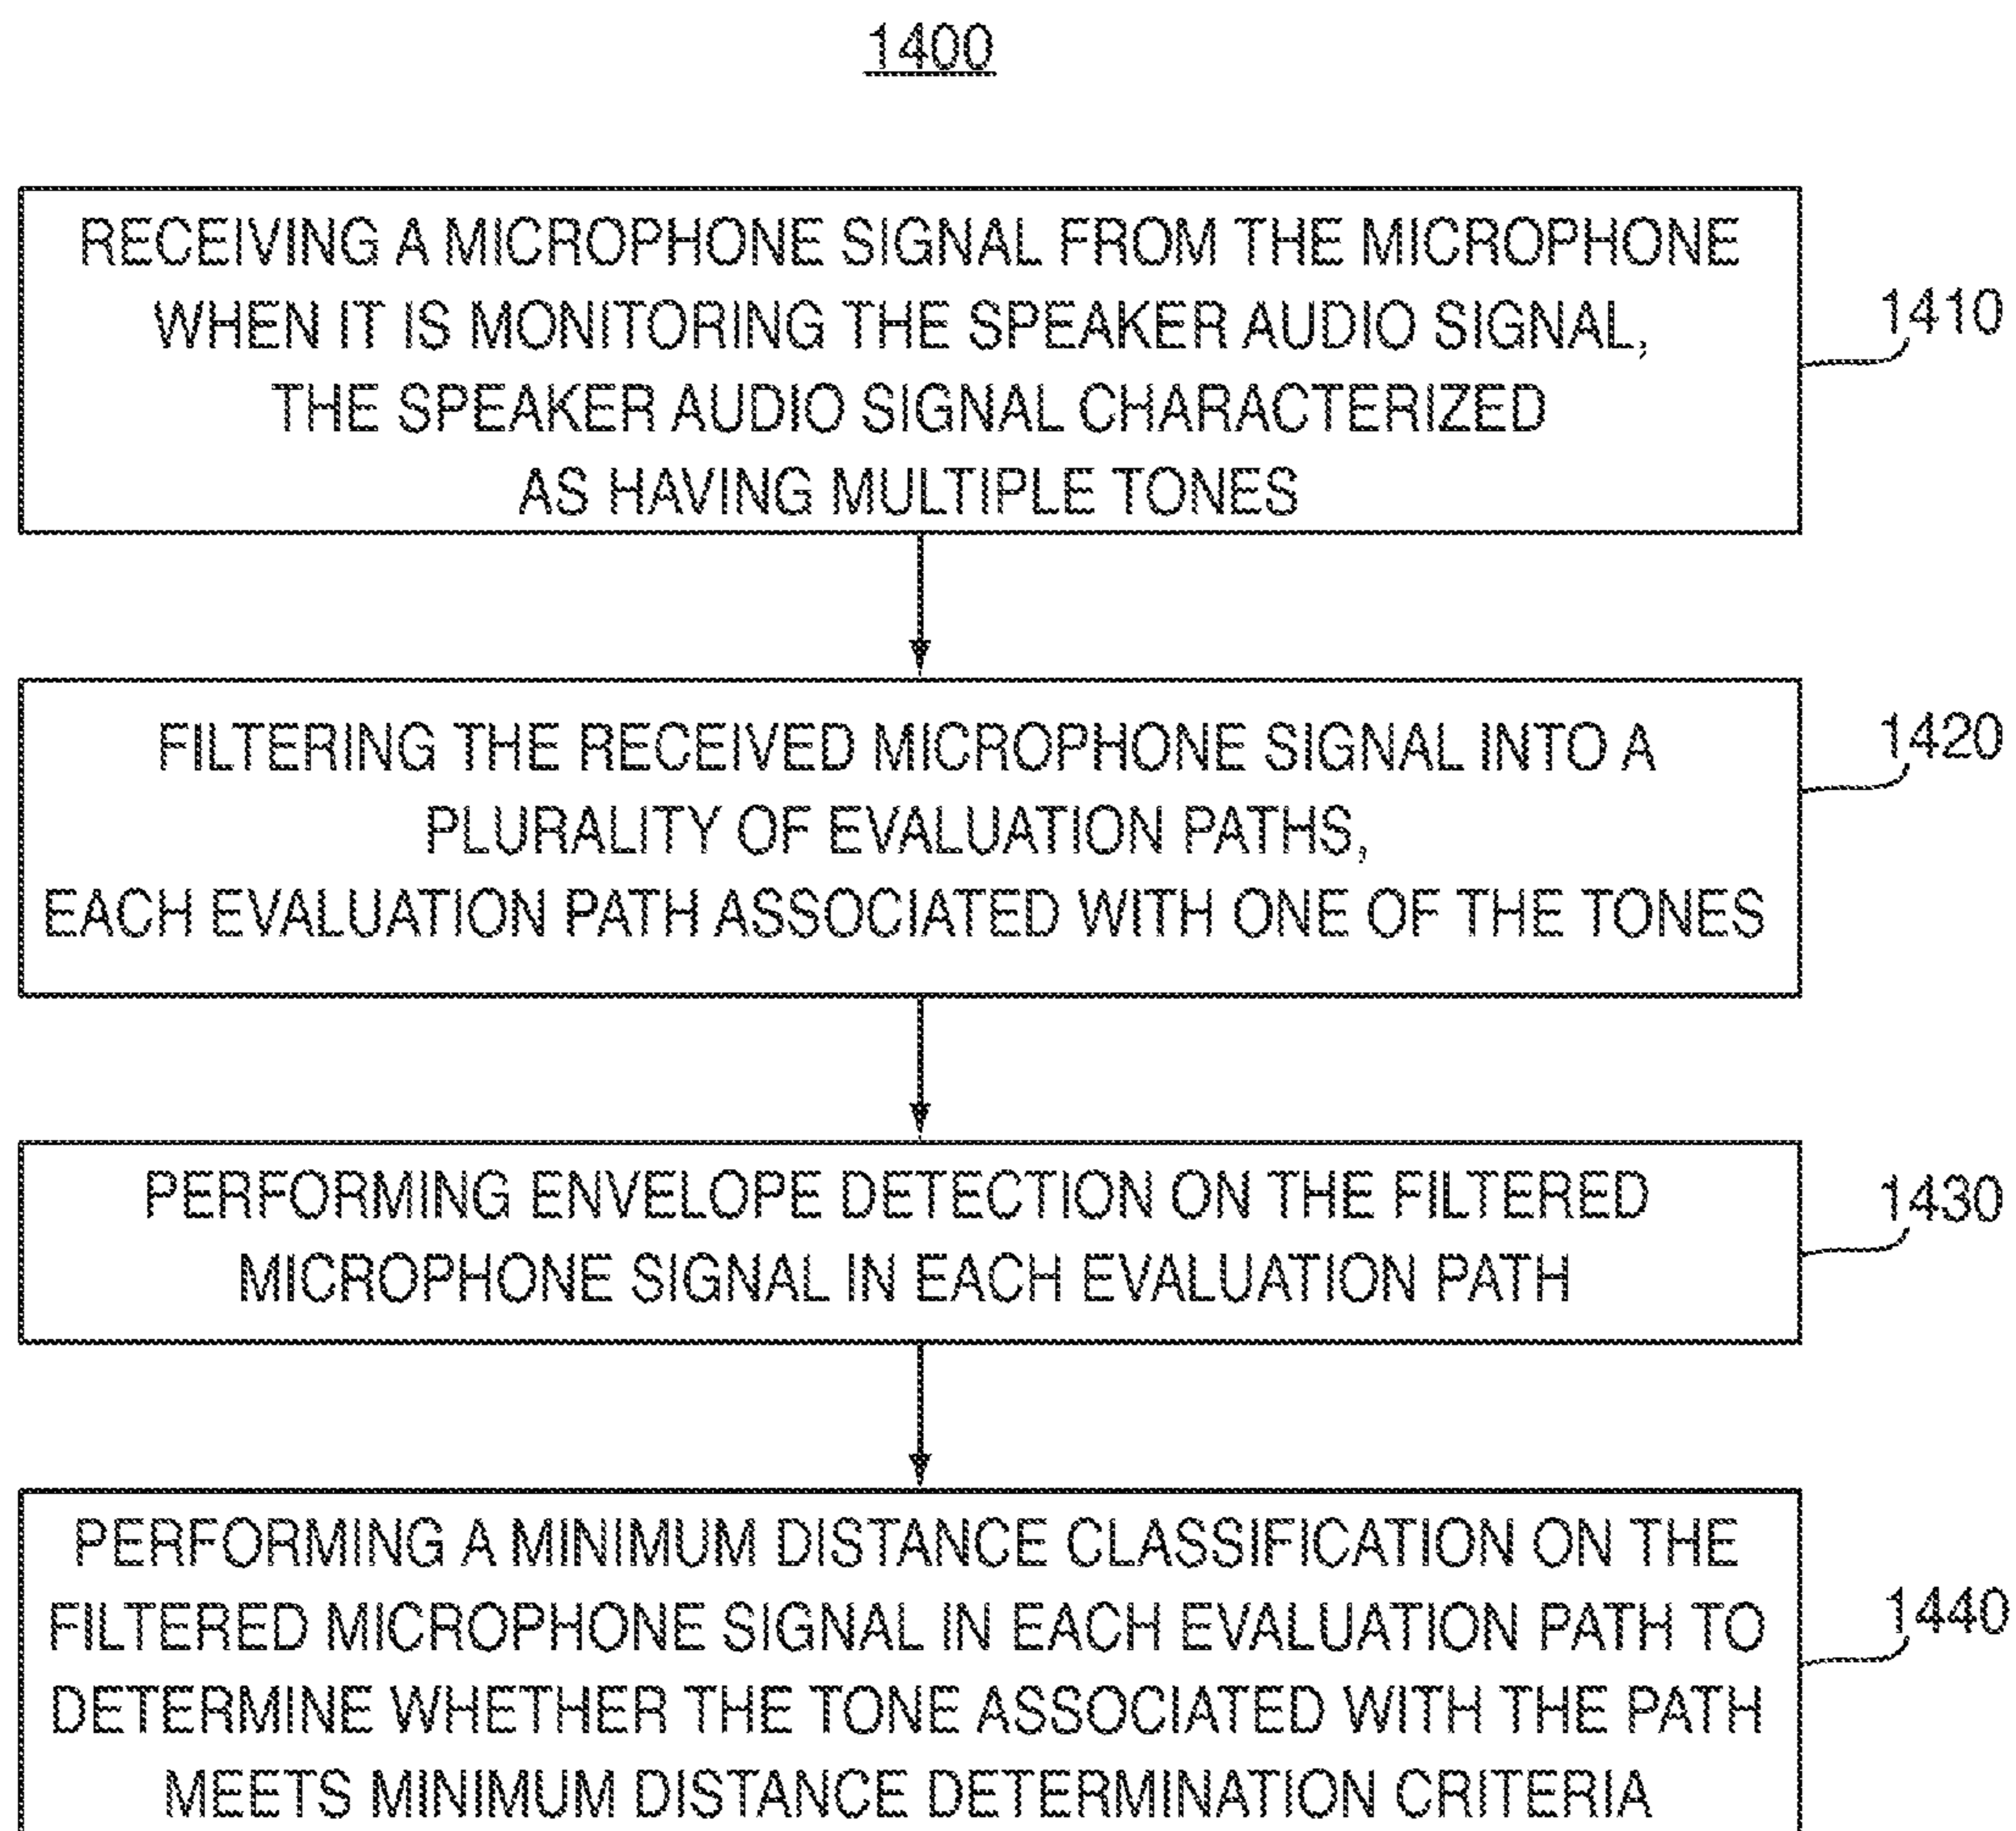 1400
RECEIVING A MICROPHONE SIGNAL FROM THE MICROPHONE
WHEN IT IS MONITORING THE SPEAKER AUDIO SIGNAL,
THE SPEAKER AUDIO SIGNAL CHARACTERIZED
AS HAVING MULTIPLE TONES
1410
FILTERING THE RECEIVED MICROPHONE SIGNAL INTO A
PLURALITY OF EVALUATION PATHS,
EACH EVALUATION PATH ASSOCIATED WITH ONE OF THE TONES
1420
PERFORMING ENVELOPE DETECTION ON THE FILTERED
MICROPHONE SIGNAL IN EACH EVALUATION PATH
1430
PERFORMING A MINIMUM DISTANCE CLASSIFICATION ON THE
FILTERED MICROPHONE SIGNAL IN EACH EVALUATION PATH TO
DETERMINE WHETHER THE TONE ASSOCIATED WITH THE PATH
MEETS MINIMUM DISTANCE DETERMINATION CRITERIA
1440